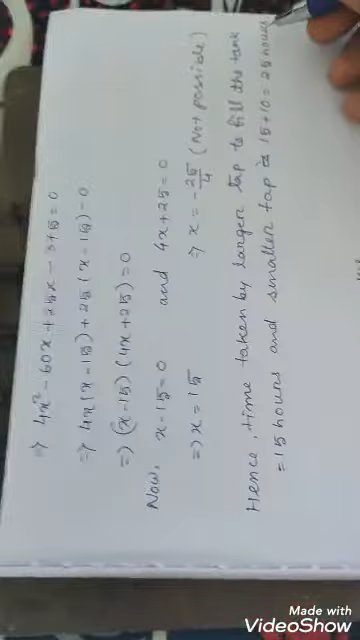 ⇒ 4x² - 60x + 25x - 375 = 0
⇒ 4x(x-15) + 25(x-15) = 0
⇒ (x-15)(4x+25) = 0
Now, x-15=0 and 4x+25=0
⇒ x = 15 ⇒ x = -25/4 (Not possible)
Hence, time taken by larger tap to fill the tank
= 15 hours and smaller tap is 15+10 = 25 hours
Made with
VideoShow